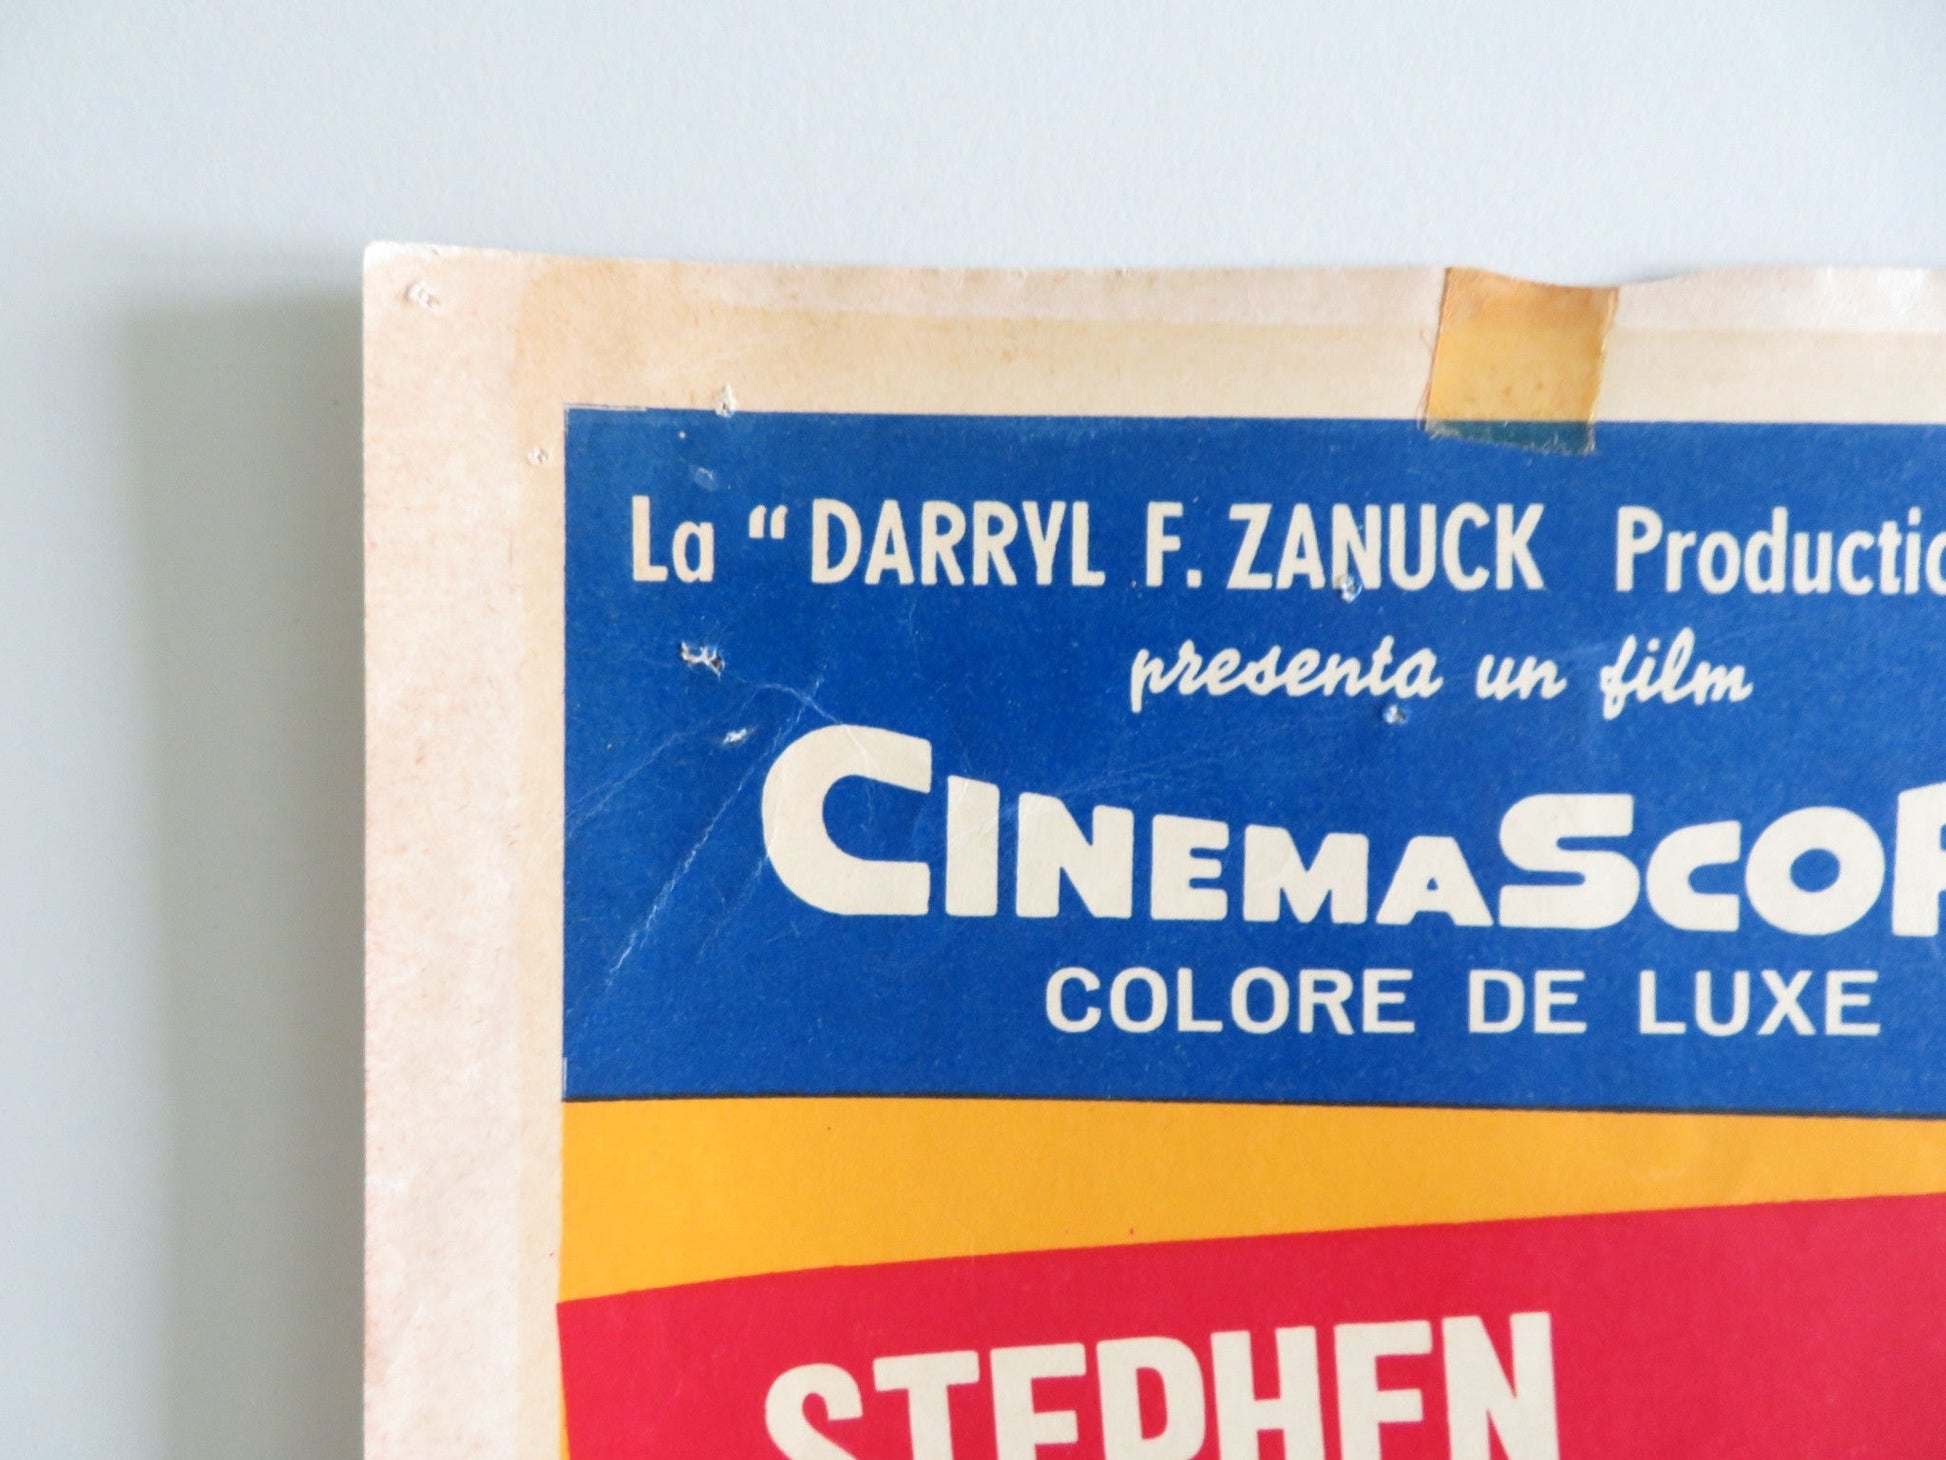 La "DARRYL F. ZANUCK Productio
presenta un film
CINEMASCOP
COLORE DE LUXE
STEPHEN